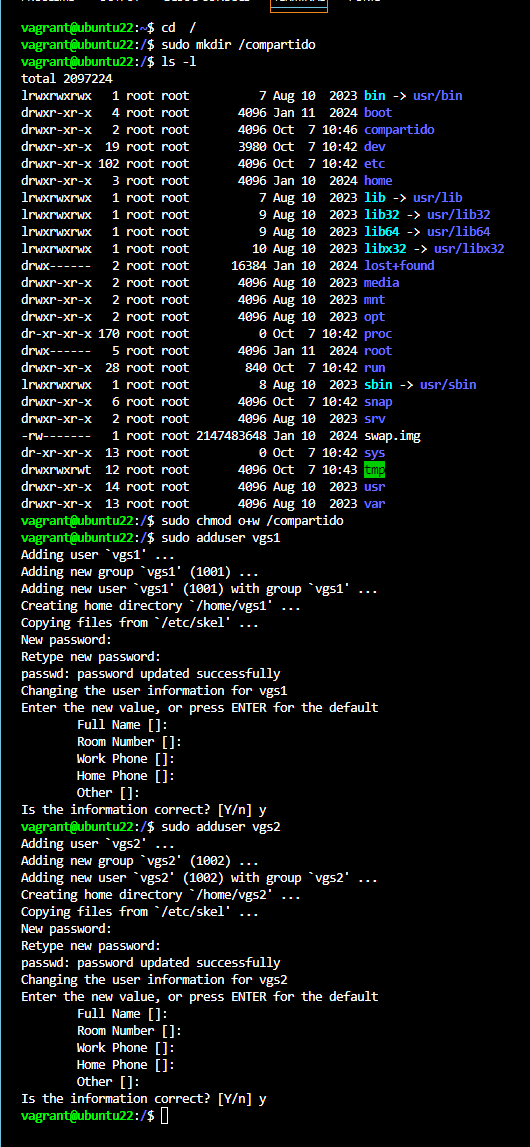 vagrant@ubuntu22:~$ cd  /
vagrant@ubuntu22:/$ sudo mkdir /compartido
vagrant@ubuntu22:/$ ls -l
total 2097224
lrwxrwxrwx   1 root root          7 Aug 10  2023 bin -> usr/bin
drwxr-xr-x   4 root root       4096 Jan 11  2024 boot
drwxr-xr-x   2 root root       4096 Oct  7 10:46 compartido
drwxr-xr-x  19 root root       3980 Oct  7 10:42 dev
drwxr-xr-x 102 root root       4096 Oct  7 10:42 etc
drwxr-xr-x   3 root root       4096 Jan 10  2024 home
lrwxrwxrwx   1 root root          7 Aug 10  2023 lib -> usr/lib
lrwxrwxrwx   1 root root          9 Aug 10  2023 lib32 -> usr/lib32
lrwxrwxrwx   1 root root          9 Aug 10  2023 lib64 -> usr/lib64
lrwxrwxrwx   1 root root         10 Aug 10  2023 libx32 -> usr/libx32
drwx------   2 root root      16384 Jan 10  2024 lost+found
drwxr-xr-x   2 root root       4096 Aug 10  2023 media
drwxr-xr-x   2 root root       4096 Aug 10  2023 mnt
drwxr-xr-x   2 root root       4096 Aug 10  2023 opt
dr-xr-xr-x 170 root root          0 Oct  7 10:42 proc
drwx------   5 root root       4096 Jan 11  2024 root
drwxr-xr-x  28 root root        840 Oct  7 10:42 run
lrwxrwxrwx   1 root root          8 Aug 10  2023 sbin -> usr/sbin
drwxr-xr-x   6 root root       4096 Oct  7 10:42 snap
drwxr-xr-x   2 root root       4096 Aug 10  2023 srv
-rw-------   1 root root 2147483648 Jan 10  2024 swap.img
dr-xr-xr-x  13 root root          0 Oct  7 10:42 sys
drwxrwxrwt  12 root root       4096 Oct  7 10:43 tmp
drwxr-xr-x  14 root root       4096 Aug 10  2023 usr
drwxr-xr-x  13 root root       4096 Aug 10  2023 var
vagrant@ubuntu22:/$ sudo chmod o+w /compartido
vagrant@ubuntu22:/$ sudo adduser vgs1
Adding user `vgs1' ...
Adding new group `vgs1' (1001) ...
Adding new user `vgs1' (1001) with group `vgs1' ...
Creating home directory `/home/vgs1' ...
Copying files from `/etc/skel' ...
New password:
Retype new password:
passwd: password updated successfully
Changing the user information for vgs1
Enter the new value, or press ENTER for the default
        Full Name []:
        Room Number []:
        Work Phone []:
        Home Phone []:
        Other []:
Is the information correct? [Y/n] y
vagrant@ubuntu22:/$ sudo adduser vgs2
Adding user `vgs2' ...
Adding new group `vgs2' (1002) ...
Adding new user `vgs2' (1002) with group `vgs2' ...
Creating home directory `/home/vgs2' ...
Copying files from `/etc/skel' ...
New password:
Retype new password:
passwd: password updated successfully
Changing the user information for vgs2
Enter the new value, or press ENTER for the default
        Full Name []:
        Room Number []:
        Work Phone []:
        Home Phone []:
        Other []:
Is the information correct? [Y/n] y
vagrant@ubuntu22:/$